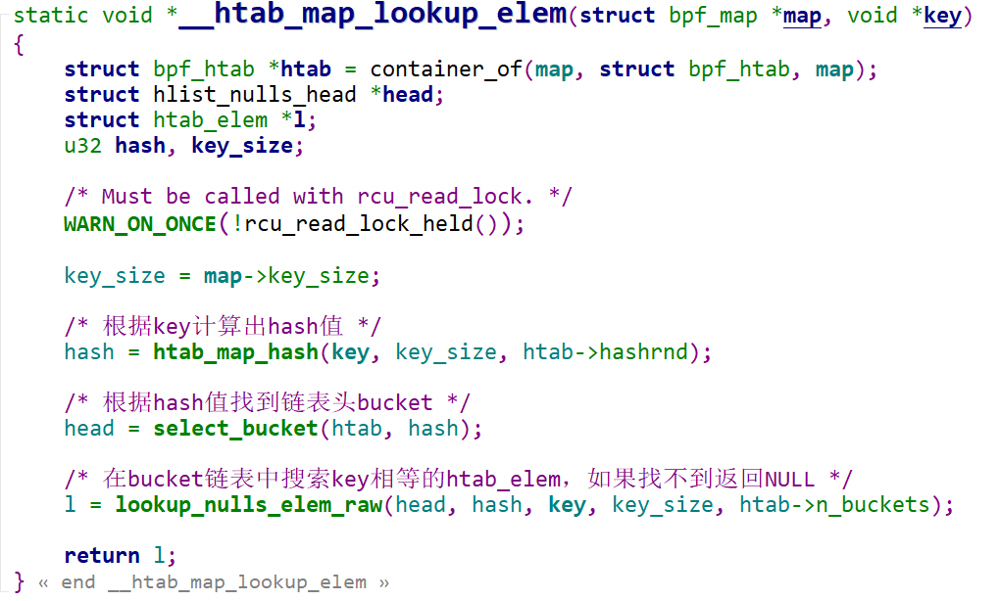 static void *__htab_map_lookup_elem(struct bpf_map *map, void *key)
{
    struct bpf_htab *htab = container_of(map, struct bpf_htab, map);
    struct hlist_nulls_head *head;
    struct htab_elem *l;
    u32 hash, key_size;

    /* Must be called with rcu_read_lock. */
    WARN_ON_ONCE(!rcu_read_lock_held());

    key_size = map->key_size;

    /* 根据key计算出hash值 */
    hash = htab_map_hash(key, key_size, htab->hashrnd);

    /* 根据hash值找到链表头bucket */
    head = select_bucket(htab, hash);

    /* 在bucket链表中搜索key相等的htab_elem，如果找不到返回NULL */
    l = lookup_nulls_elem_raw(head, hash, key, key_size, htab->n_buckets);

    return l;
} « end __htab_map_lookup_elem »